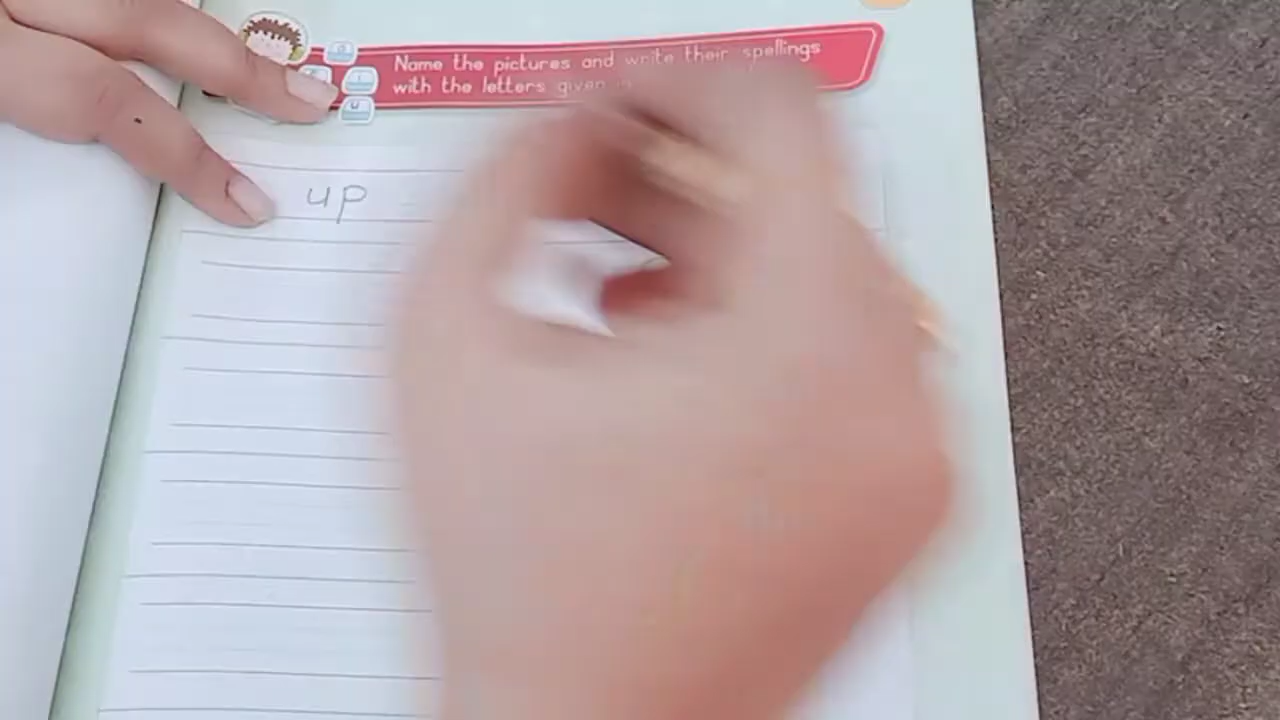 Name the pictures and write their spellings
with the letters given
up